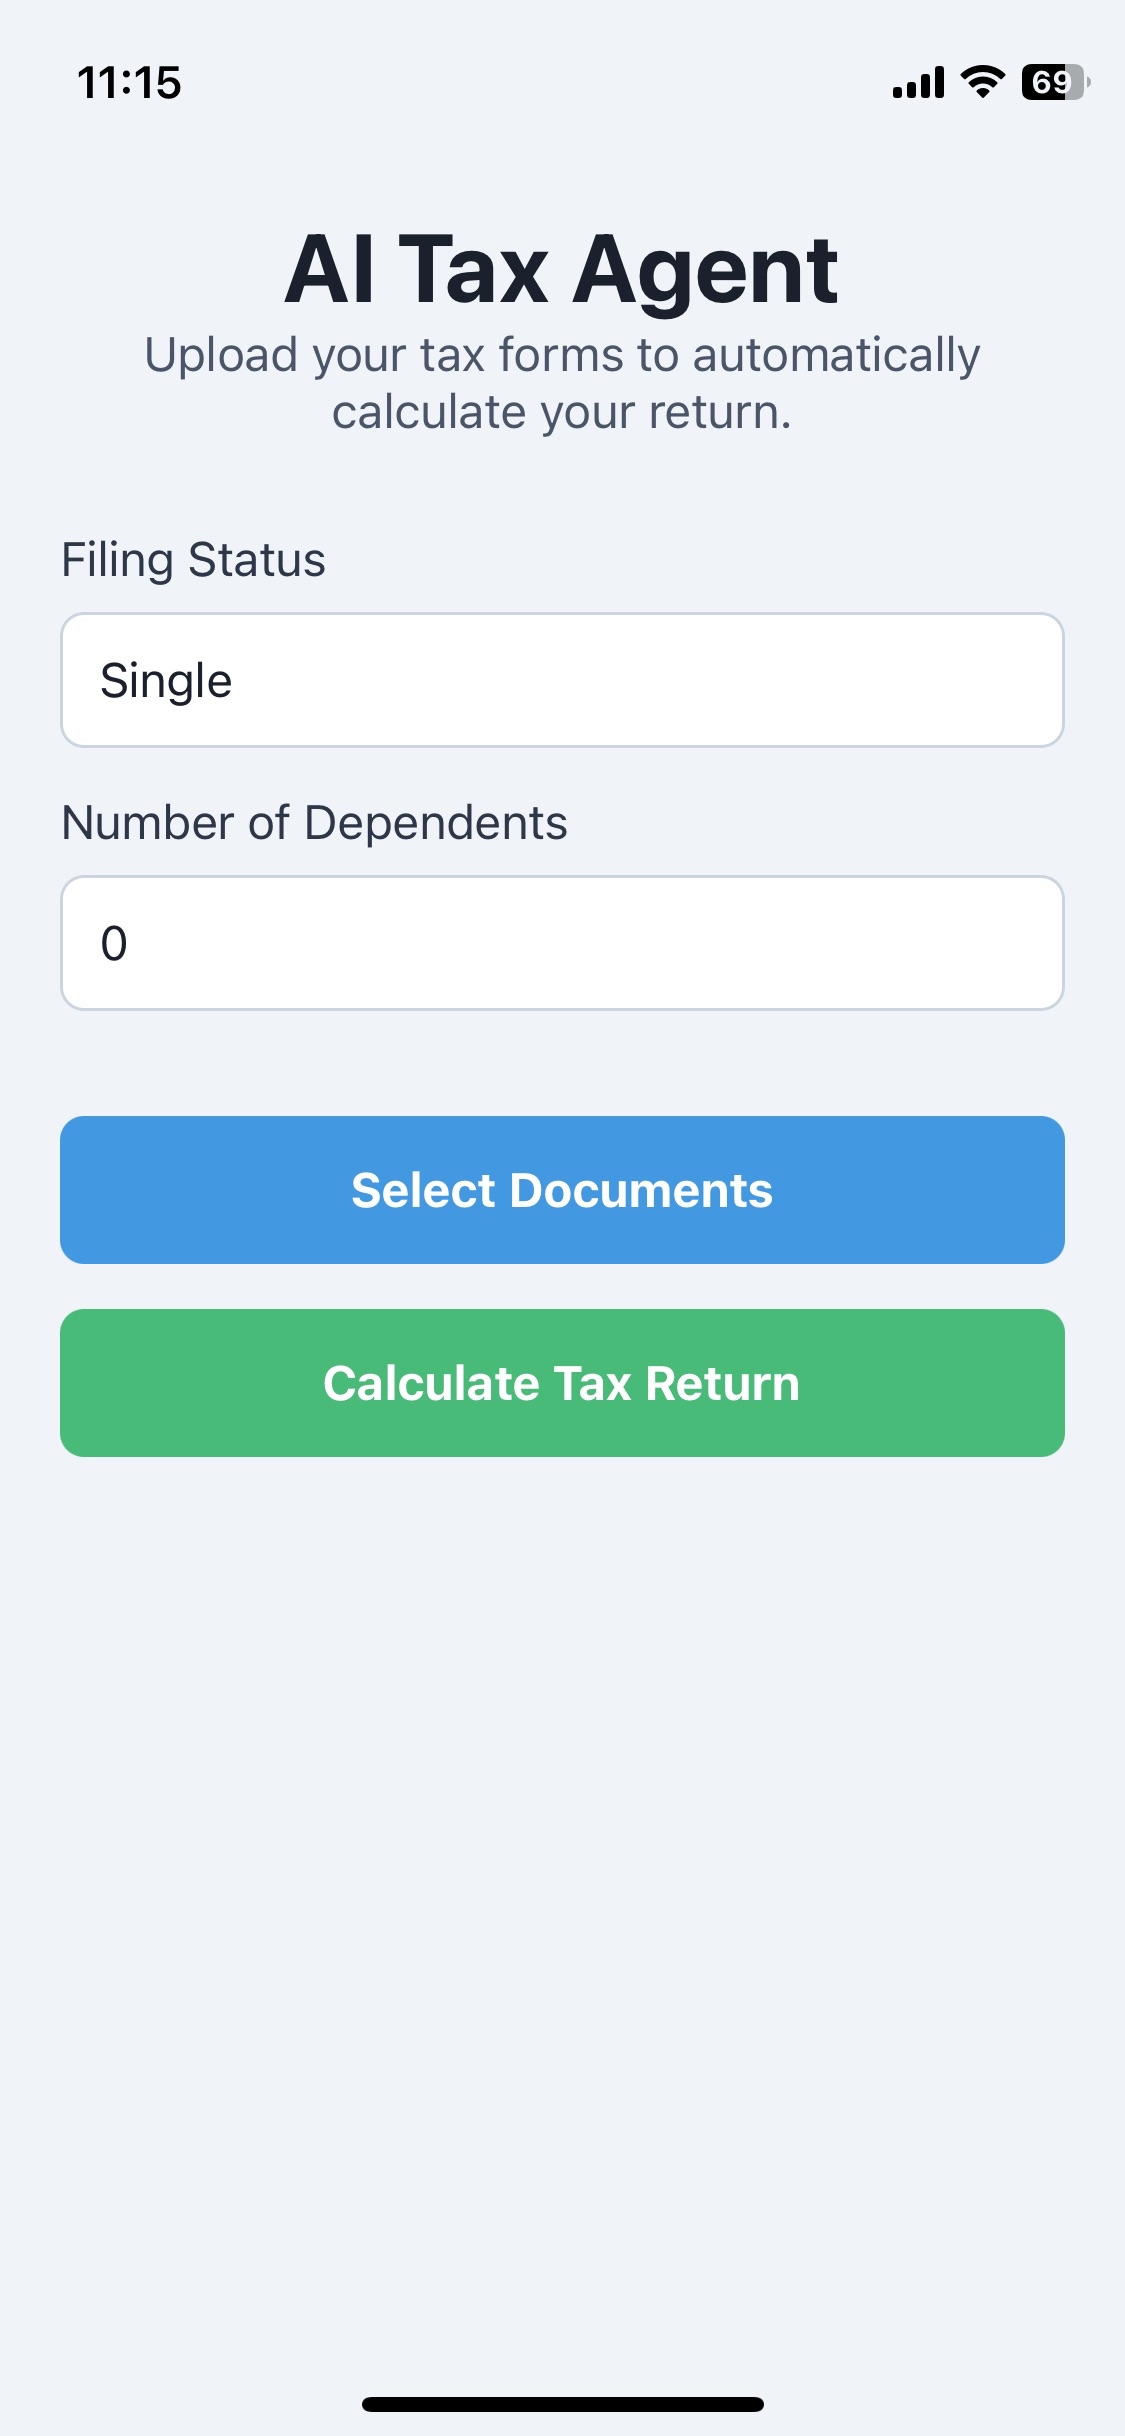 11:15
69
AI Tax Agent
Upload your tax forms to automatically
calculate your return.
Filing Status
Single
Number of Dependents
0
Select Documents
Calculate Tax Return